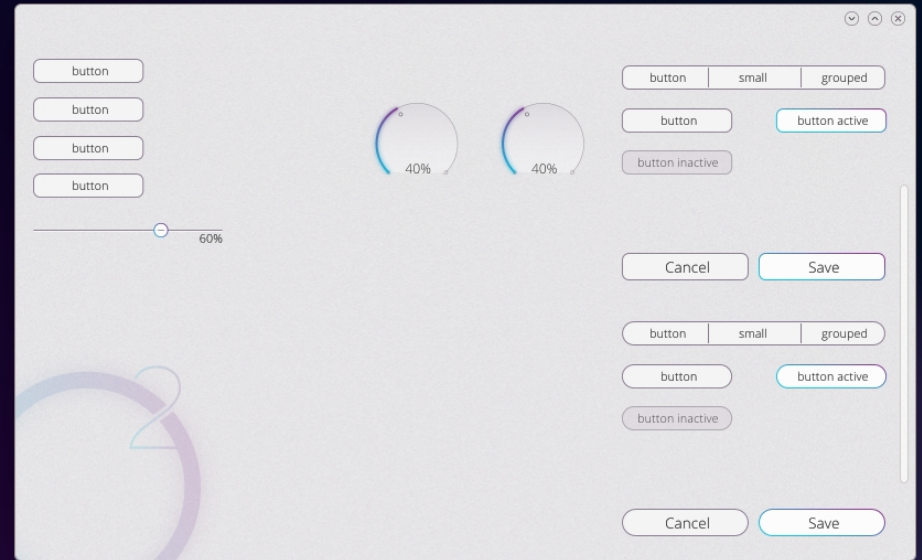 button
button
button
button
60%
40%
40%
button small grouped
button
button active
button inactive
Cancel
Save
button small grouped
button
button active
button inactive
Cancel
Save
2